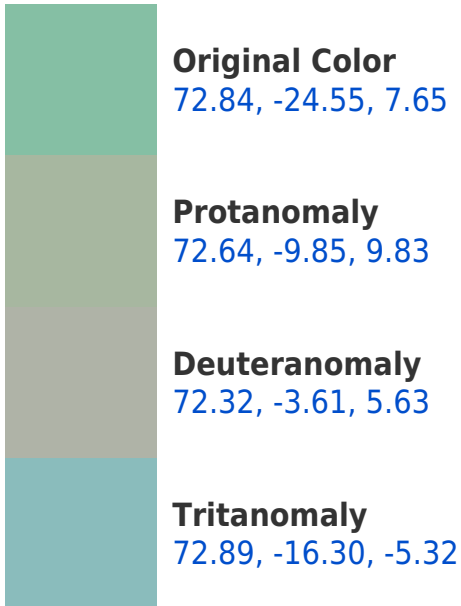 Original Color
72.84, -24.55, 7.65
Protanomaly
72.64, -9.85, 9.83
Deuteranomaly
72.32, -3.61, 5.63
Tritanomaly
72.89, -16.30, -5.32